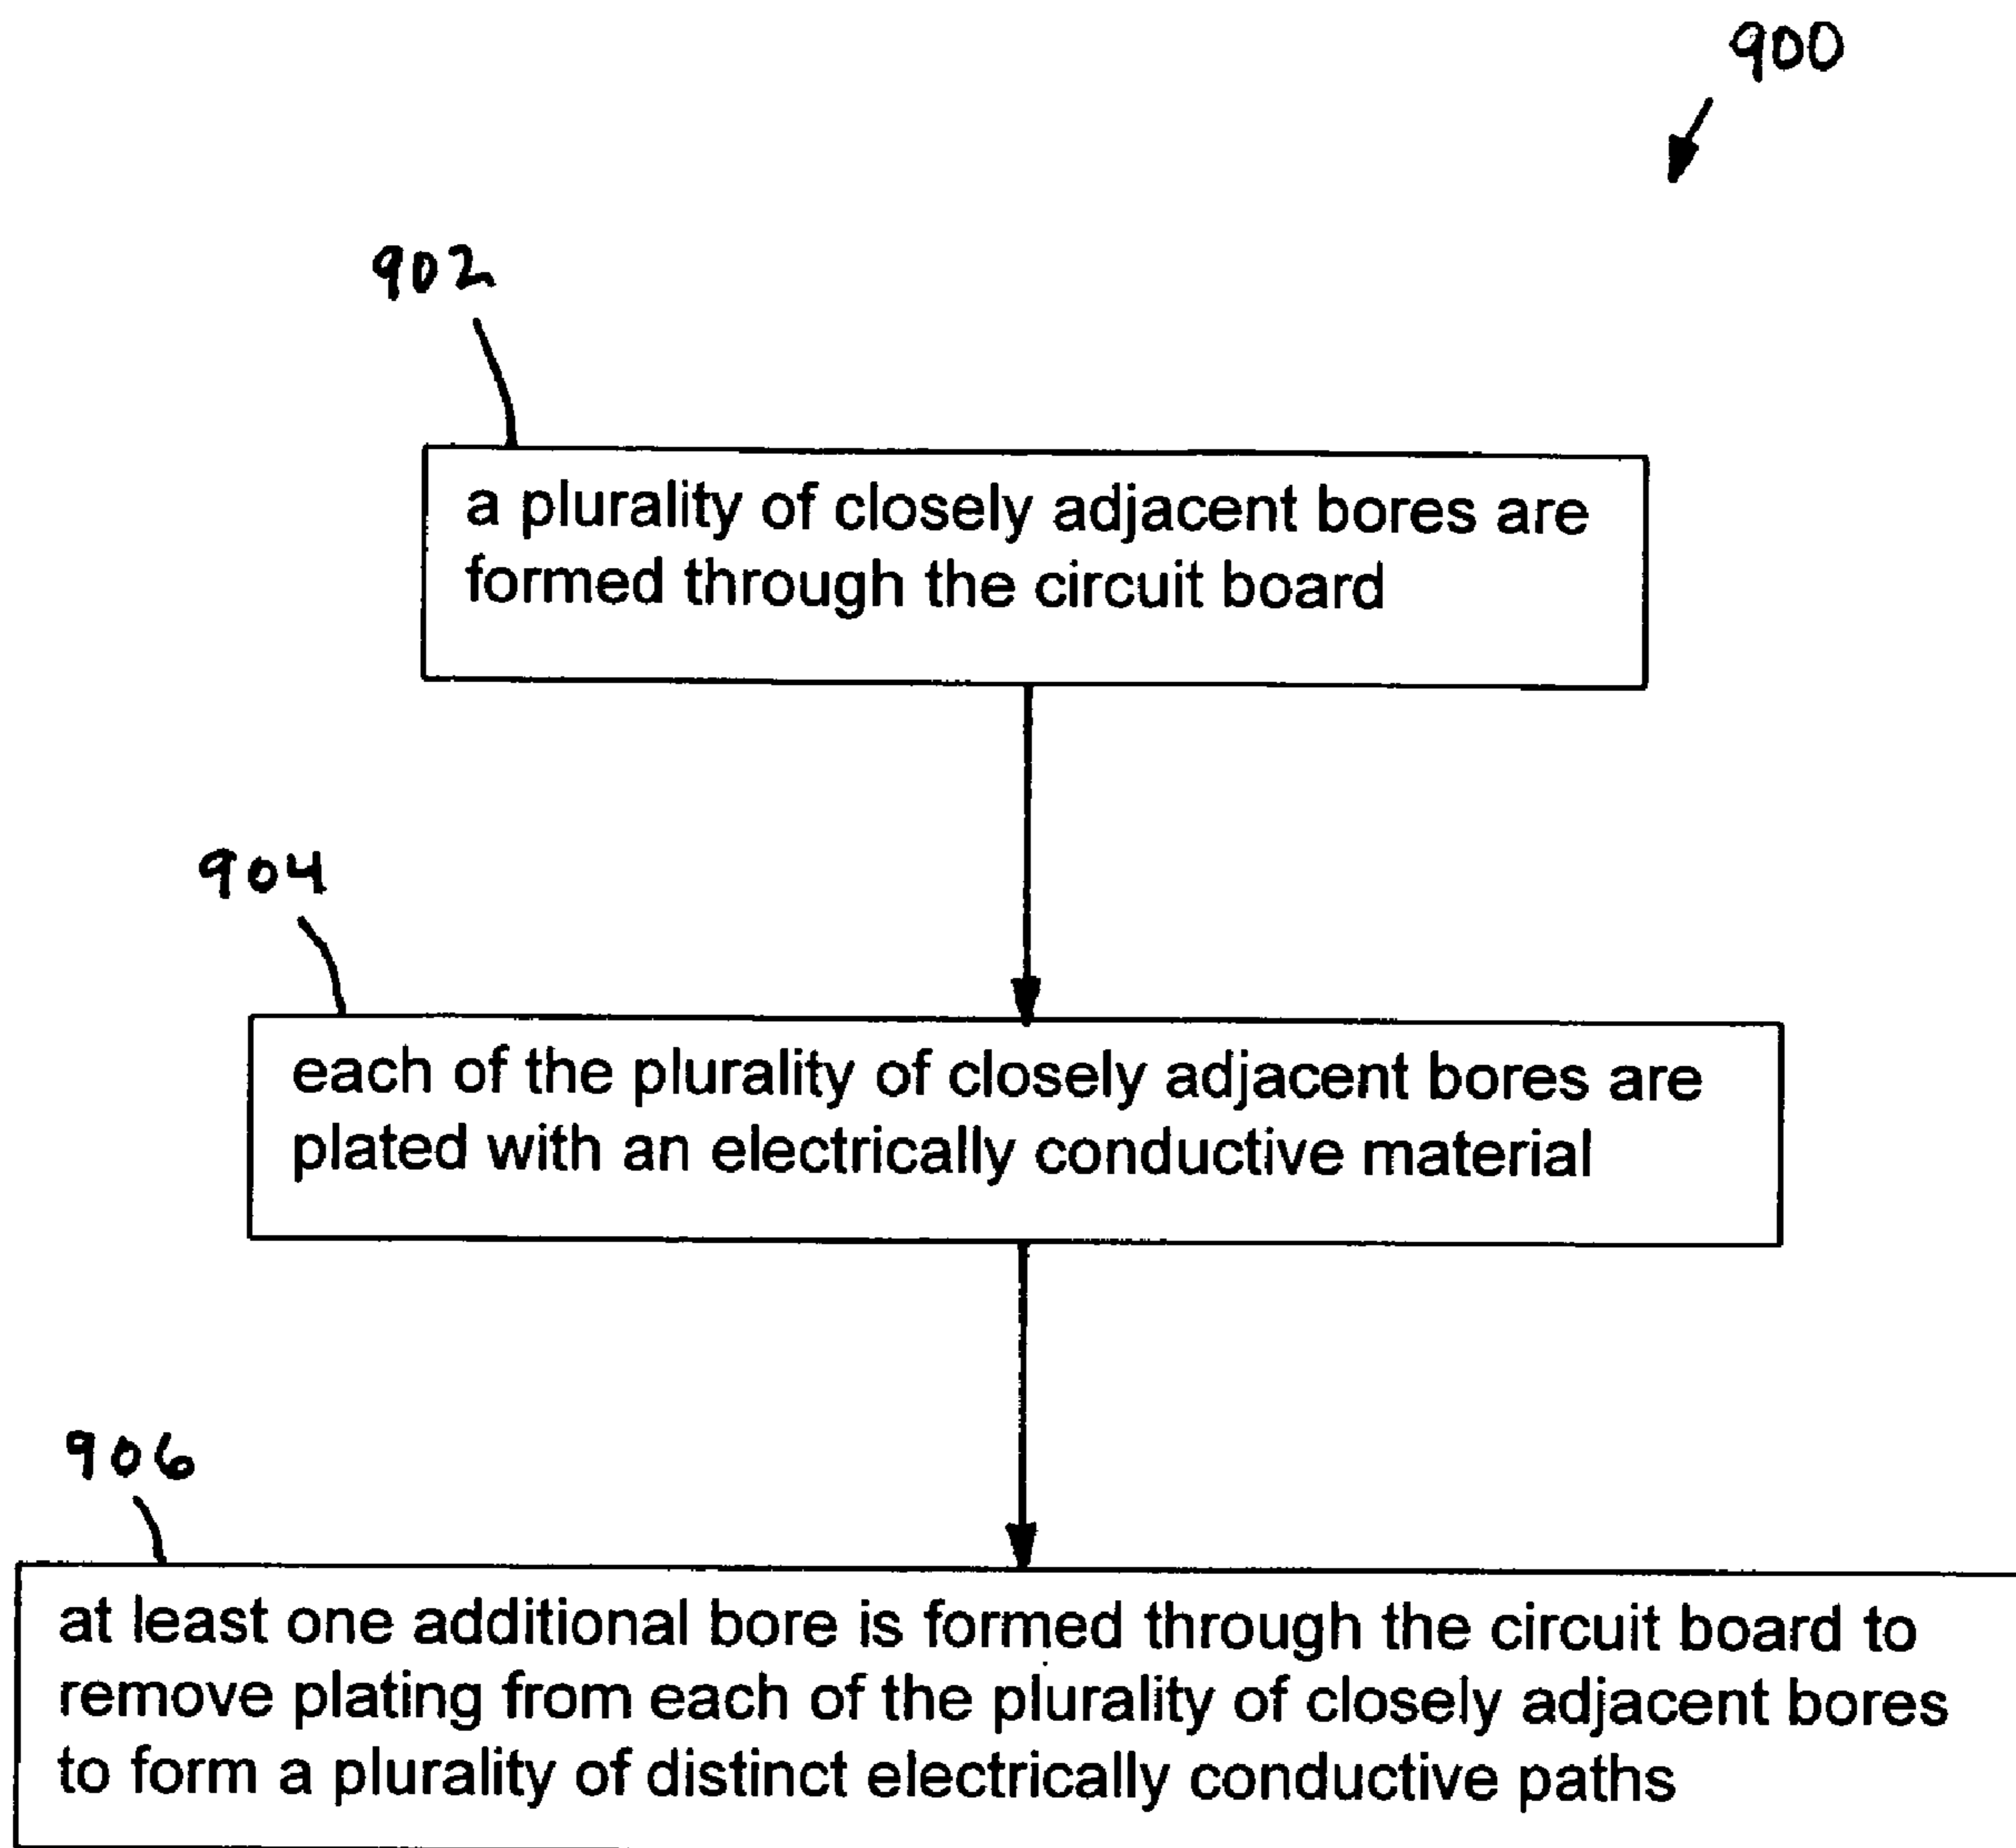 900
902
a plurality of closely adjacent bores are
formed through the circuit board
904
each of the plurality of closely adjacent bores are
plated with an electrically conductive material
906
at least one additional bore is formed through the circuit board to
remove plating from each of the plurality of closely adjacent bores
to form a plurality of distinct electrically conductive paths